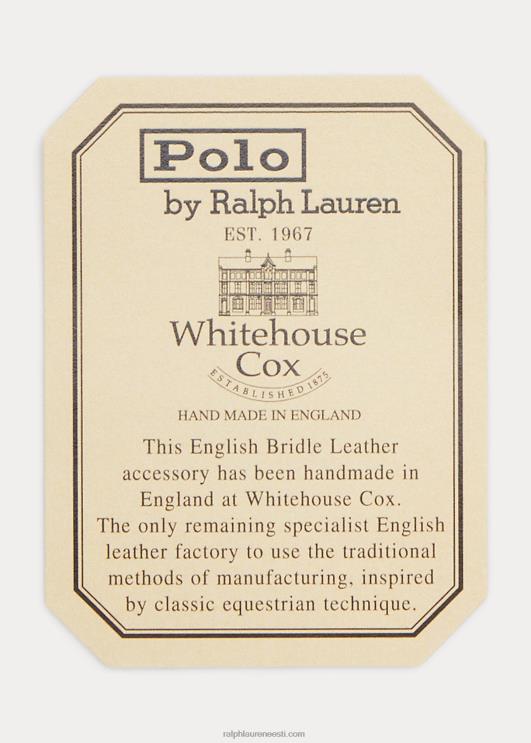 Polo
by Ralph Lauren
EST. 1967
Whitehouse
Cox
ESTABLISHED 1875
HAND MADE IN ENGLAND
This English Bridle Leather
accessory has been handmade in
England at Whitehouse Cox.
The only remaining specialist English
leather factory to use the traditional
methods of manufacturing, inspired
by classic equestrian technique.
ralphlaureneesti.com